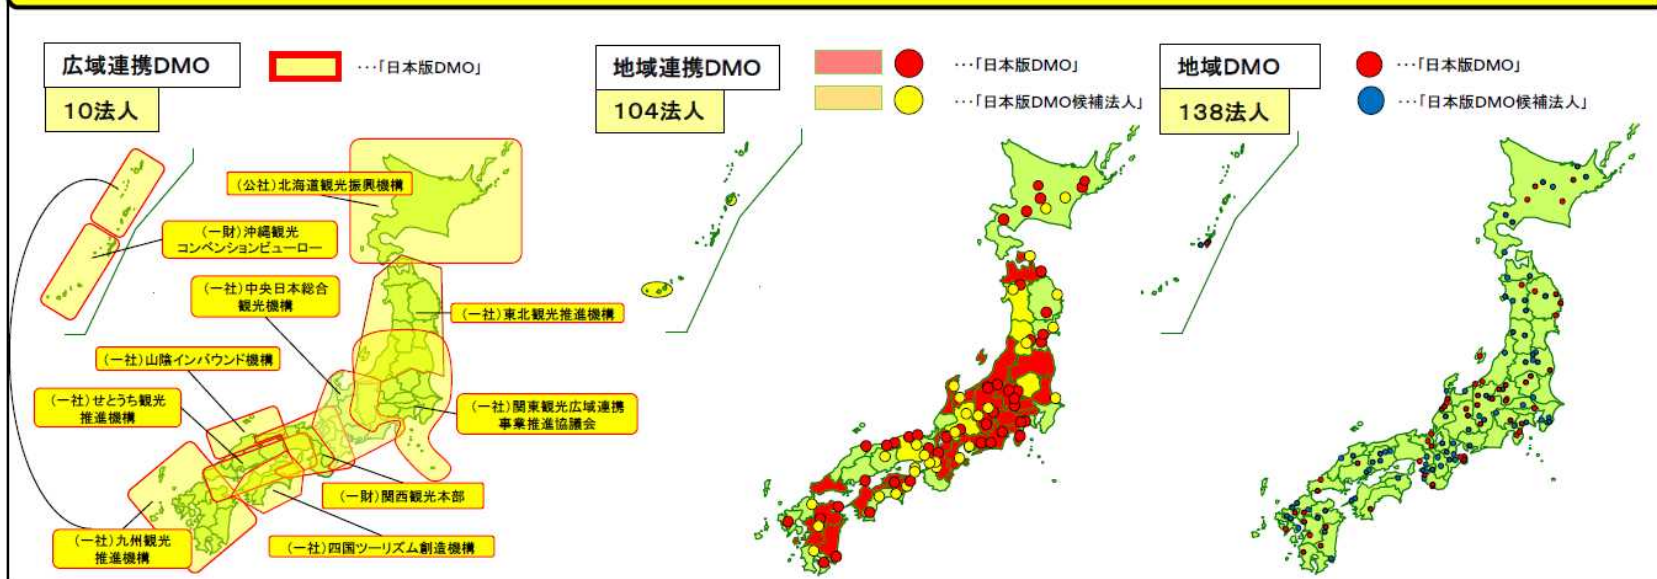 広域連携DMO
…「日本版DMO」
10法人
(公社)北海道観光振興機構
(一財)沖縄観光
コンベンションビューロー
(一社)中央日本総合
観光機構
(一社)東北観光推進機構
(一社)山陰インバウンド機構
(一社)せとうち観光
推進機構
(一社)関東観光広域連携
事業推進協議会
(一財)関西観光本部
(一社)九州観光
推進機構
(一社)四国ツーリズム創造機構
地域連携DMO
…「日本版DMO」
104法人
…「日本版DMO候補法人」
地域DMO
…「日本版DMO」
138法人
…「日本版DMO候補法人」